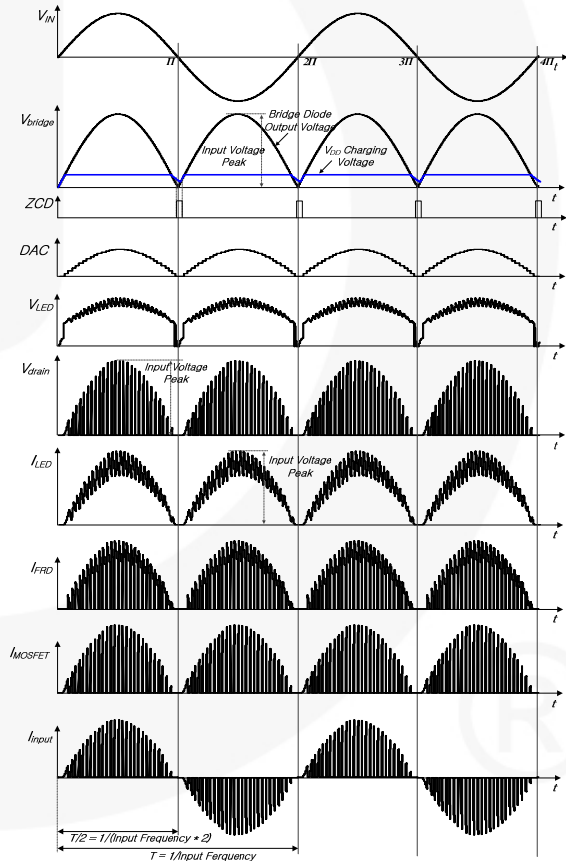 VIN
Π
2Π
3Π
4Π
t
Vbridge
Bridge Diode
Output Voltage
Input Voltage
Peak
VDD Charging
Voltage
t
ZCD
t
DAC
t
VLED
t
Vdrain
Input Voltage
Peak
t
ILED
Input Voltage
Peak
t
IFRD
t
IMOSFET
t
Iinput
t
T/2 = 1/(Input Frequency * 2)
T = 1/Input Ferquency
®